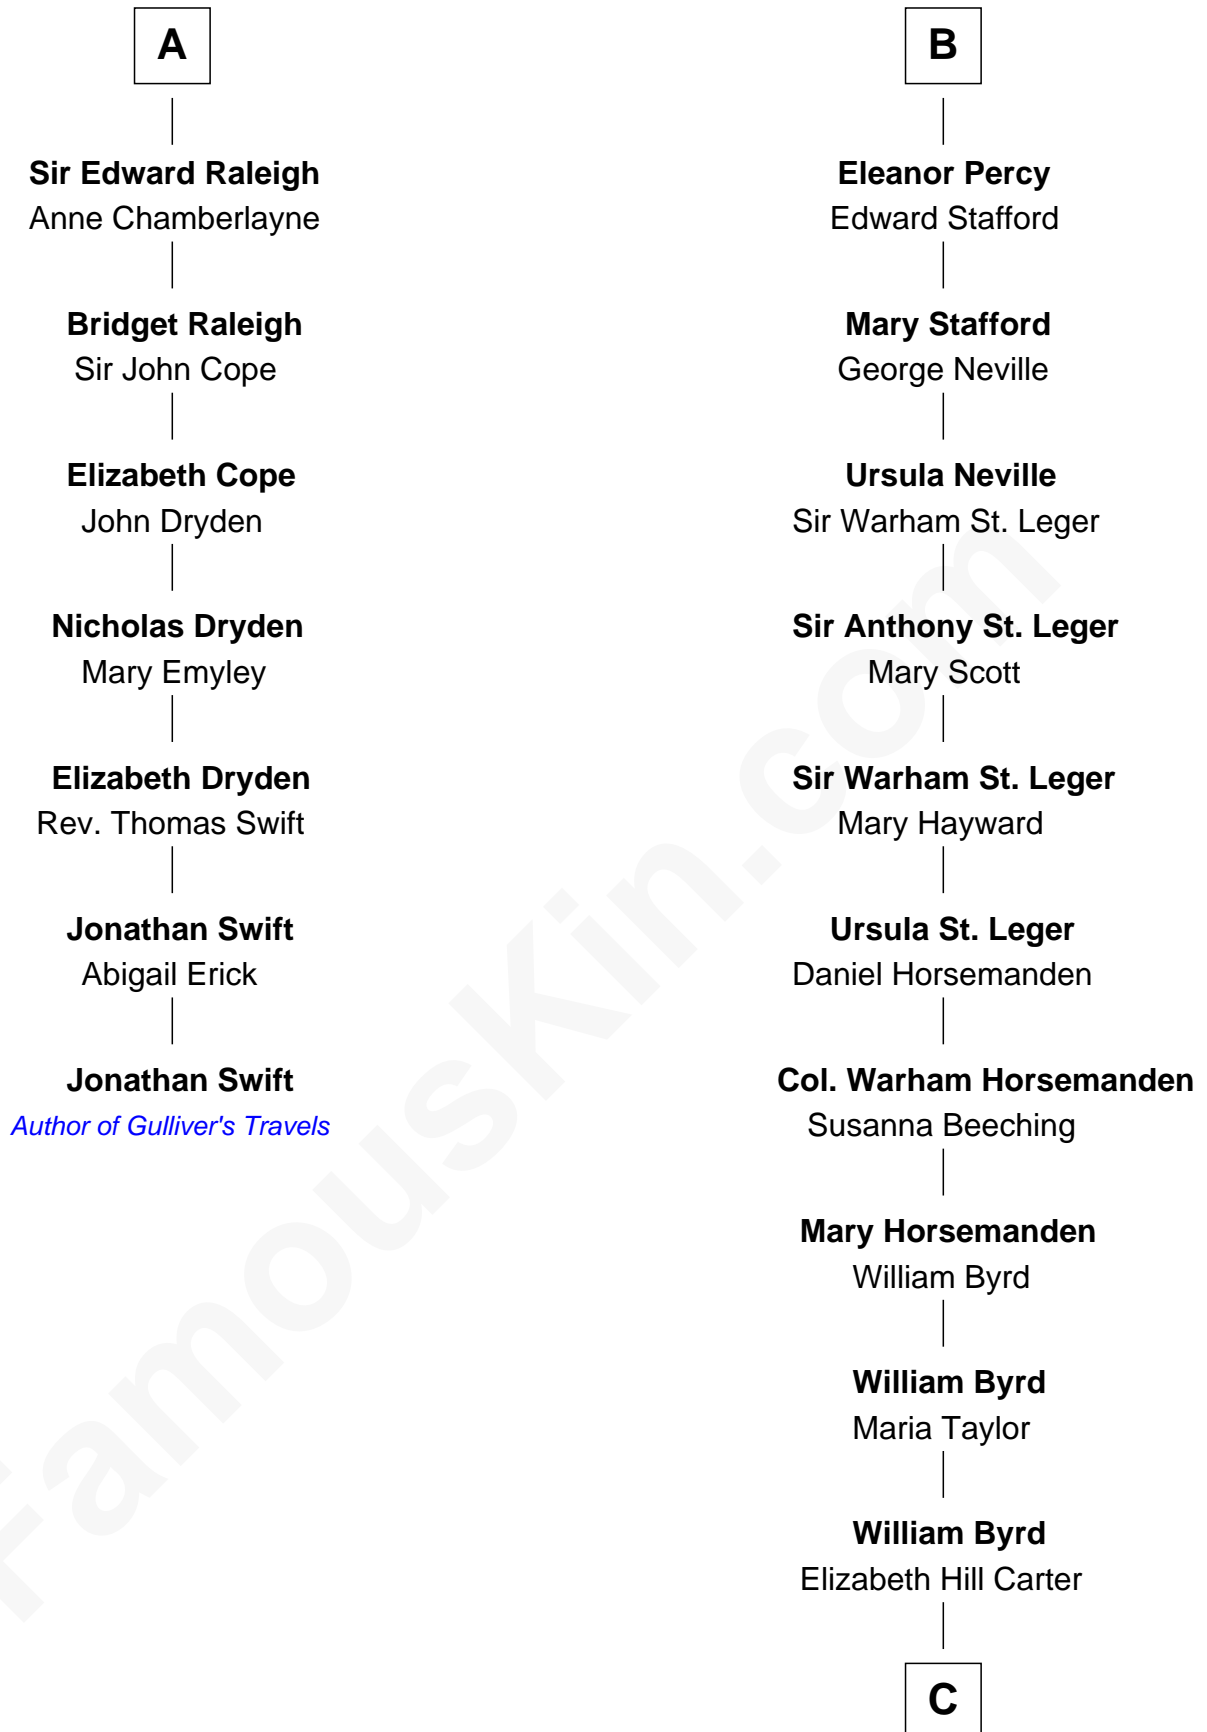 A
Sir Edward Raleigh
Anne Chamberlayne
Bridget Raleigh
Sir John Cope
Elizabeth Cope
John Dryden
Nicholas Dryden
Mary Emyley
Elizabeth Dryden
Rev. Thomas Swift
Jonathan Swift
Abigail Erick
Jonathan Swift
Author of Gulliver's Travels
B
Eleanor Percy
Edward Stafford
Mary Stafford
George Neville
Ursula Neville
Sir Warham St. Leger
Sir Anthony St. Leger
Mary Scott
Sir Warham St. Leger
Mary Hayward
Ursula St. Leger
Daniel Horsemanden
Col. Warham Horsemanden
Susanna Beeching
Mary Horsemanden
William Byrd
William Byrd
Maria Taylor
William Byrd
Elizabeth Hill Carter
C
FamousKin.com